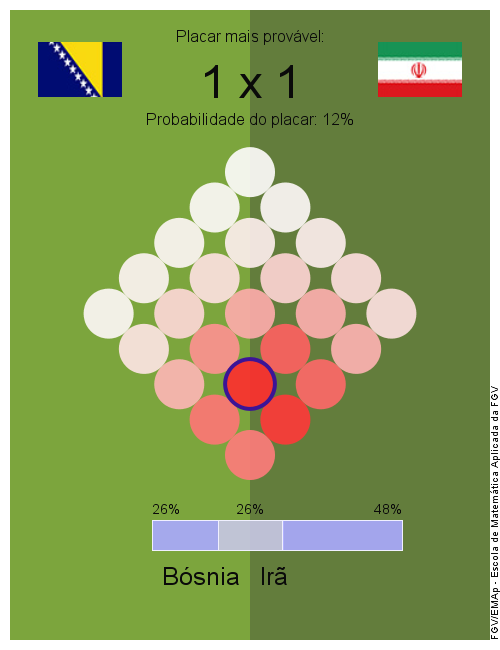 Placar mais provável:
1 x 1
Probabilidade do placar: 12%
26%
26%
48%
Bósnia
Irã
FGV/EMAp - Escola de Matemática Aplicada da FGV